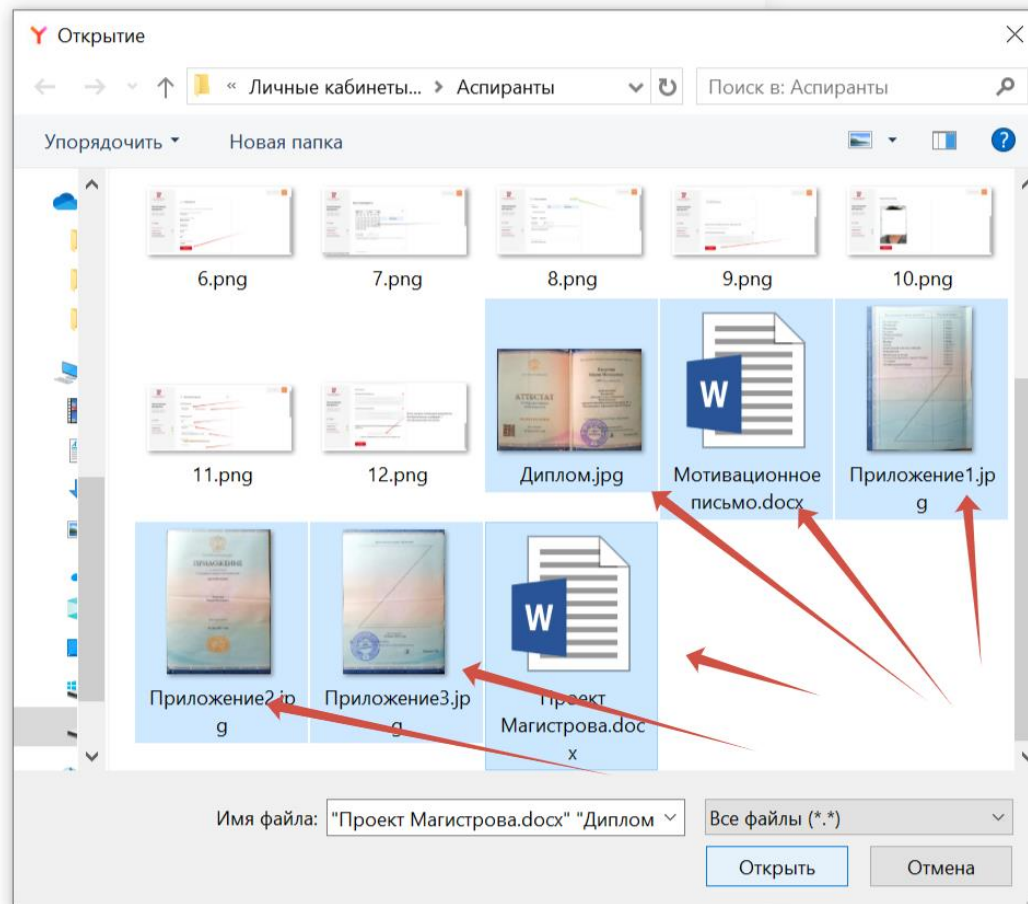 Открытие
« Личные кабинеты... > Аспиранты
Поиск в: Аспиранты
Упорядочить
Новая папка
6.png
7.png
8.png
9.png
10.png
11.png
12.png
АТТЕСТАТ
Диплом.jpg
W
Мотивационное
письмо.docx
Приложение1.jp
g
ПРИЛОЖЕНИЕ
Приложение2.jp
g
Приложение3.jp
g
W
Проект
Магистрова.doc
x
Имя файла:
"Проект Магистрова.docx" "Диплом
Все файлы (*.*)
Открыть
Отмена